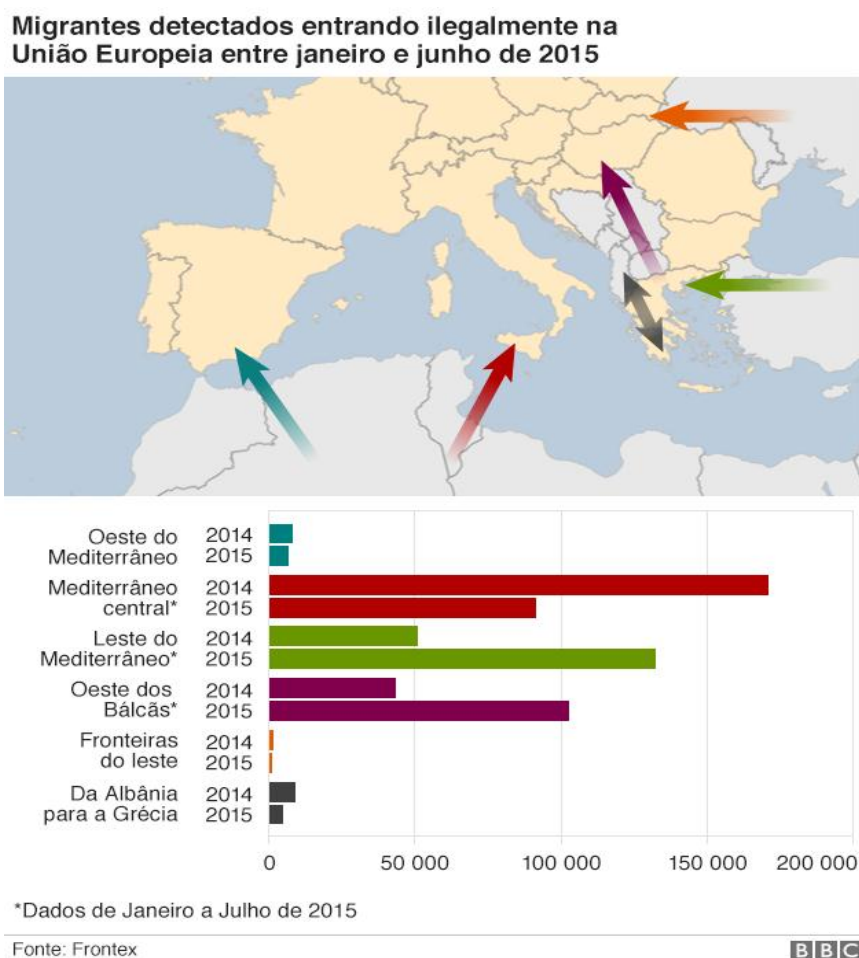 Migrantes detectados entrando ilegalmente na
União Europeia entre janeiro e junho de 2015
Oeste do 2014
Mediterrâneo 2015
Mediterrâneo 2014
central* 2015
Leste do 2014
Mediterrâneo* 2015
Oeste dos 2014
Bálcãs* 2015
Fronteiras 2014
do leste 2015
Da Albânia 2014
para a Grécia 2015
0 50 000 100 000 150 000 200 000
*Dados de Janeiro a Julho de 2015
Fonte: Frontex BBC